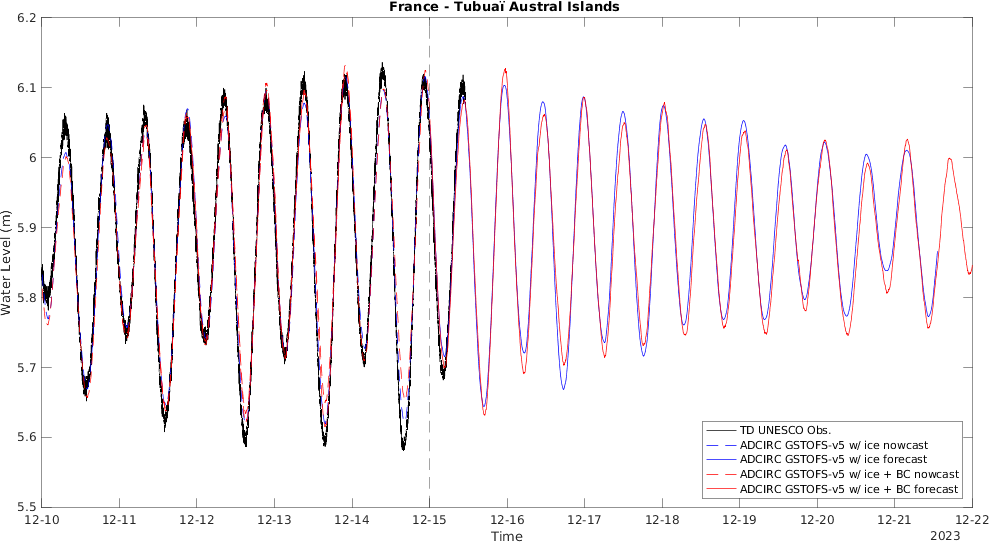 France - Tubuaï Austral Islands
6.2
6.1
6
5.9
5.8
5.7
5.6
5.5
Water Level (m)
12-10 12-11 12-12 12-13 12-14 12-15 12-16 12-17 12-18 12-19 12-20 12-21 12-22
Time
2023
TD UNESCO Obs.
ADCIRC GSTOFS-v5 w/ ice nowcast
ADCIRC GSTOFS-v5 w/ ice forecast
ADCIRC GSTOFS-v5 w/ ice + BC nowcast
ADCIRC GSTOFS-v5 w/ ice + BC forecast